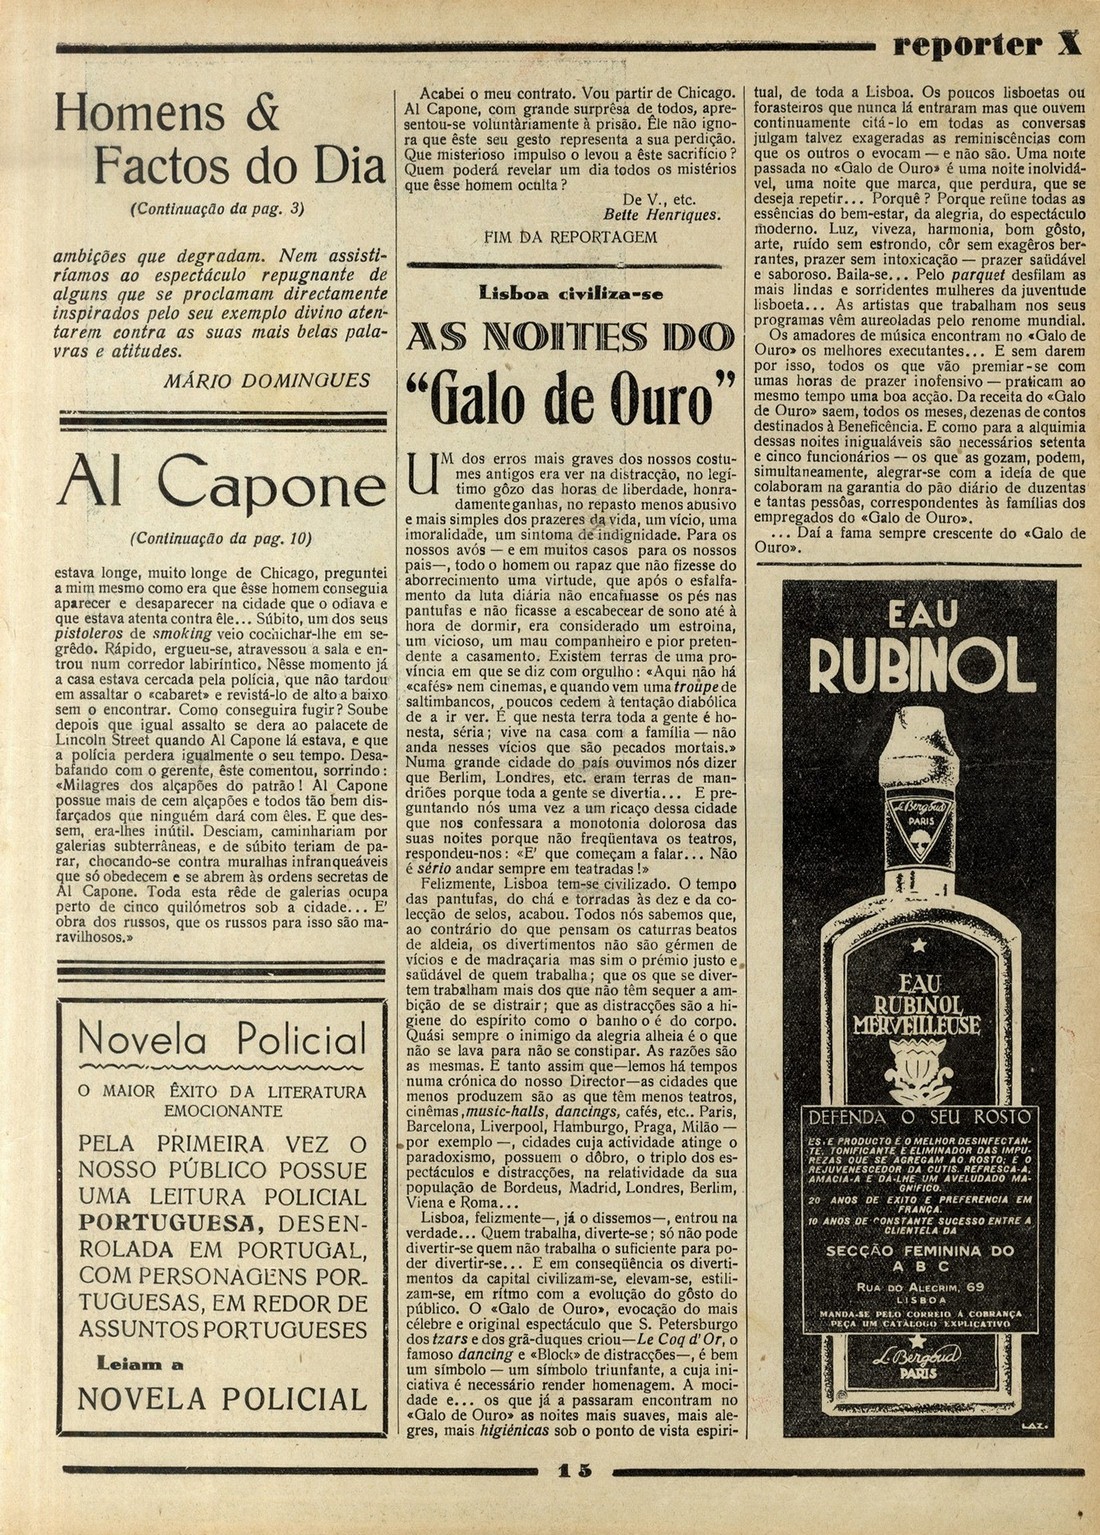 reporter X
Homens &
Factos do Dia
(Continuação da pag. 3)
ambições que degradam. Nem assisti-
ríamos ao espectáculo repugnante de
alguns que se proclamam directamente
inspirados pelo seu exemplo divino aten-
tarem contra as suas mais belas pala-
vras e atitudes.
MÁRIO DOMINGUES
Al Capone
(Continuação da pag. 10)
estava longe, muito longe de Chicago, preguntei
a mim mesmo como era que êsse homem conseguia
aparecer e desaparecer na cidade que o odiava e
que estava atenta contra êle... Súbito, um dos seus
pistoleros de smoking veio cochichar-lhe em se-
grêdo. Rápido, ergueu-se, atravessou a sala e en-
trou num corredor labiríntico. Nêsse momento já
a casa estava cercada pela polícia, que não tardou
em assaltar o «cabaret» e revistá-lo de alto a baixo
sem o encontrar. Como conseguira fugir? Soube
depois que igual assalto se dera ao palacete de
Lincoln Street quando Al Capone lá estava, e que
a polícia perdera igualmente o seu tempo. Desa-
bafando com o gerente, êste comentou, sorrindo:
«Milagres dos alçapões do patrão! Al Capone
possue mais de cem alçapões e todos tão bem dis-
farçados que ninguém dará com êles. E que des-
sem, era-lhes inútil. Desciam, caminhariam por
galerias subterrâneas, e de súbito teriam de pa-
rar, chocando-se contra muralhas infranqueáveis
que só obedecem e se abrem às ordens secretas de
Al Capone. Toda esta rêde de galerias ocupa
perto de cinco quilómetros sob a cidade... E'
obra dos russos, que os russos para isso são ma-
ravilhosos.»
Novela Policial
O MAIOR ÊXITO DA LITERATURA
EMOCIONANTE
PELA PRIMEIRA VEZ O
NOSSO PÚBLICO POSSUE
UMA LEITURA POLICIAL
PORTUGUESA, DESEN-
ROLADA EM PORTUGAL,
COM PERSONAGENS POR-
TUGUESAS, EM REDOR DE
ASSUNTOS PORTUGUESES
Leiam a
NOVELA POLICIAL
Acabei o meu contrato. Vou partir de Chicago.
Al Capone, com grande surprêsa de todos, apre-
sentou-se voluntàriamente à prisão. Êle não igno-
ra que êste seu gesto representa a sua perdição.
Que misterioso impulso o levou a êste sacrifício?
Quem poderá revelar um dia todos os mistérios
que êsse homem oculta?
De V., etc.
Bette Henriques.
FIM DA REPORTAGEM
Lisboa civiliza-se
AS NOITES DO
“Galo de Ouro”
UM dos erros mais graves dos nossos costu-
mes antigos era ver na distracção, no legí-
timo gôzo das horas de liberdade, honra-
damente ganhas, no repasto menos abusivo
e mais simples dos prazeres da vida, um vício, uma
imoralidade, um sintoma de indignidade. Para os
nossos avós — e em muitos casos para os nossos
pais—, todo o homem ou rapaz que não fizesse do
aborrecimento uma virtude, que após o esfalfa-
mento da luta diária não encafuasse os pés nas
pantufas e não ficasse a escabecear de sono até à
hora de dormir, era considerado um estroina,
um vicioso, um mau companheiro e pior preten-
dente a casamento. Existem terras de uma pro-
víncia em que se diz com orgulho: «Aqui não há
«cafés» nem cinemas, e quando vem uma troupe de
saltimbancos, poucos cedem à tentação diabólica
de a ir ver. É que nesta terra toda a gente é ho-
nesta, séria; vive na casa com a família — não
anda nesses vícios que são pecados mortais.»
Numa grande cidade do país ouvimos nós dizer
que Berlim, Londres, etc. eram terras de man-
driões porque toda a gente se divertia... E pre-
guntando nós uma vez a um ricaço dessa cidade
que nos confessara a monotonia dolorosa das
suas noites porque não freqüentava os teatros,
respondeu-nos: «E' que começam a falar... Não
é sério andar sempre em teatradas!»
Felizmente, Lisboa tem-se civilizado. O tempo
das pantufas, do chá e torradas às dez e da co-
lecção de selos, acabou. Todos nós sabemos que,
ao contrário do que pensam os caturras beatos
de aldeia, os divertimentos não são gérmen de
vícios e de madraçaria mas sim o prémio justo e
saüdável de quem trabalha; que os que se diver-
tem trabalham mais dos que não têm sequer a am-
bição de se distrair; que as distracções são a hi-
giene do espírito como o banho o é do corpo.
Quási sempre o inimigo da alegria alheia é o que
não se lava para não se constipar. As razões são
as mesmas. E tanto assim que—lemos há tempos
numa crónica do nosso Director—as cidades que
menos produzem são as que têm menos teatros,
cinêmas, music-halls, dancings, cafés, etc.. Paris,
Barcelona, Liverpool, Hamburgo, Praga, Milão —
por exemplo —, cidades cuja actividade atinge o
paradoxismo, possuem o dôbro, o triplo dos es-
pectáculos e distracções, na relatividade da sua
população de Bordeus, Madrid, Londres, Berlim,
Viena e Roma...
Lisboa, felizmente—, já o dissemos—, entrou na
verdade... Quem trabalha, diverte-se; só não pode
divertir-se quem não trabalha o suficiente para po-
der divertir-se... E em conseqüência os diverti-
mentos da capital civilizam-se, elevam-se, estili-
zam-se, em rítmo com a evolução do gôsto do
público. O «Galo de Ouro», evocação do mais
célebre e original espectáculo que S. Petersburgo
dos tzars e dos grã-duques criou—Le Coq d'Or, o
famoso dancing e «Block» de distracções—, é bem
um símbolo — um símbolo triunfante, a cuja ini-
ciativa é necessário render homenagem. A moci-
dade e... os que já a passaram encontram no
«Galo de Ouro» as noites mais suaves, mais ale-
gres, mais higiénicas sob o ponto de vista espiri-
tual, de toda a Lisboa. Os poucos lisboetas ou
forasteiros que nunca lá entraram mas que ouvem
continuamente citá-lo em todas as conversas
julgam talvez exageradas as reminiscências com
que os outros o evocam — e não são. Uma noite
passada no «Galo de Ouro» é uma noite inolvidá-
vel, uma noite que marca, que perdura, que se
deseja repetir... Porquê? Porque reüne todas as
essências do bem-estar, da alegria, do espectáculo
moderno. Luz, viveza, harmonia, bom gôsto,
arte, ruído sem estrondo, côr sem exagêros ber-
rantes, prazer sem intoxicação — prazer saüdável
e saboroso. Baila-se... Pelo parquet desfilam as
mais lindas e sorridentes mulheres da juventude
lisboeta... As artistas que trabalham nos seus
programas vêm aureoladas pelo renome mundial.
Os amadores de música encontram no «Galo de
Ouro» os melhores executantes... E sem darem
por isso, todos os que vão premiar-se com
umas horas de prazer inofensivo — praticam ao
mesmo tempo uma boa acção. Da receita do «Galo
de Ouro» saem, todos os meses, dezenas de contos
destinados à Beneficência. E como para a alquimia
dessas noites inigualáveis são necessários setenta
e cinco funcionários — os que as gozam, podem,
simultaneamente, alegrar-se com a ideía de que
colaboram na garantia do pão diário de duzentas
e tantas pessôas, correspondentes às famílias dos
empregados do «Galo de Ouro».
... Daí a fama sempre crescente do «Galo de
Ouro».
EAU
RUBINOL
L. Bergoud
PARIS
EAU
RUBINOL
MERVEILLEUSE
DEFENDA O SEU ROSTO
ES.E PRODUCTO É O MELHOR DESINFECTAN-
TE, TONIFICANTE E ELIMINADOR DAS IMPU-
REZAS QUE SE AGREGAM AO ROSTO; E O
REJUVENESCEDOR DA CUTIS. REFRESCA-A,
AMACIA-A E DA-LHE UM AVELUDADO MA-
GNIFICO.
20 ANOS DE EXITO E PREFERENCIA EM
FRANÇA.
10 ANOS DE CONSTANTE SUCESSO ENTRE A
CLIENTELA DA
SECÇÃO FEMININA DO
A B C
RUA DO ALECRIM, 69
LISBOA
MANDA-SE PELO CORREIO À COBRANÇA
PEÇA UM CATÁLOGO EXPLICATIVO
L. Bergoud
PARIS
LAZ.
15